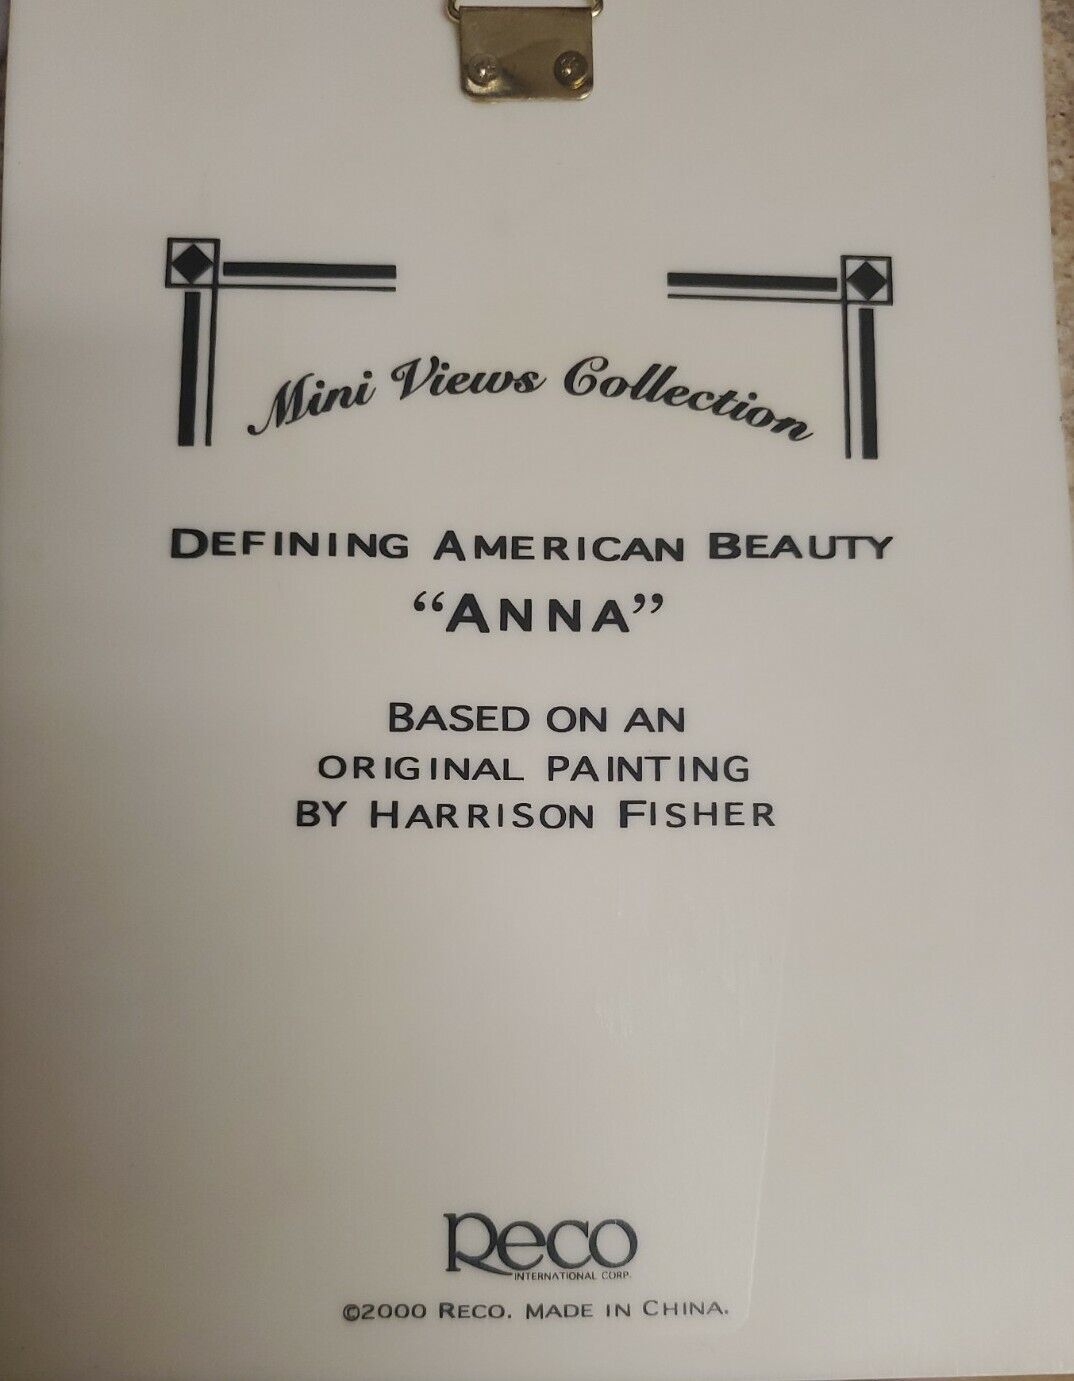 Mini Views Collection
DEFINING AMERICAN BEAUTY
“ANNA”
BASED ON AN
ORIGINAL PAINTING
BY HARRISON FISHER
Reco
INTERNATIONAL CORP.
©2000 RECO. MADE IN CHINA.